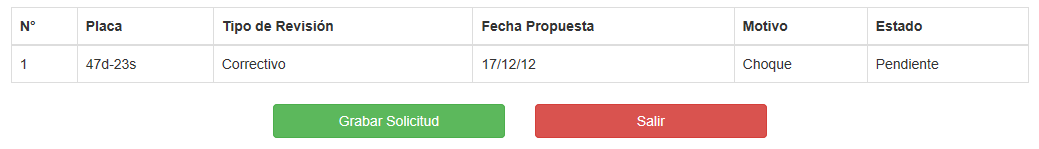 N° Placa Tipo de Revisión Fecha Propuesta Motivo Estado
1 47d-23s Correctivo 17/12/12 Choque Pendiente
Grabar Solicitud Salir